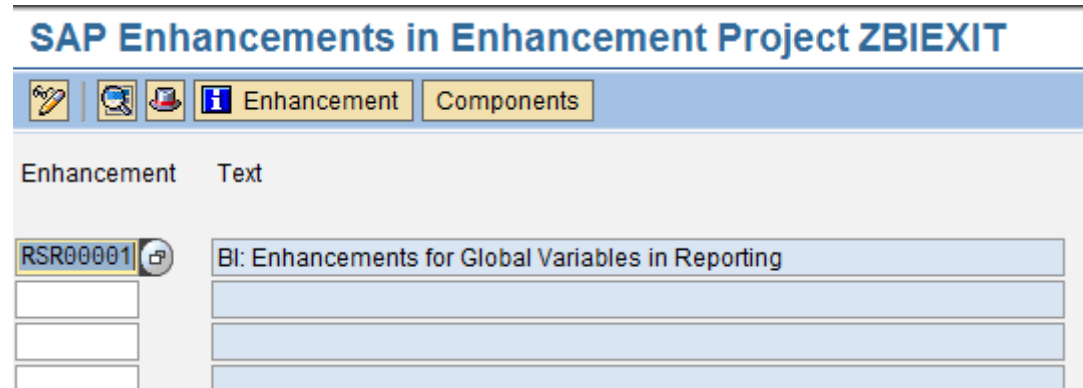 SAP Enhancements in Enhancement Project ZBIEXIT
Enhancement Components
Enhancement Text
RSR00001 BI: Enhancements for Global Variables in Reporting